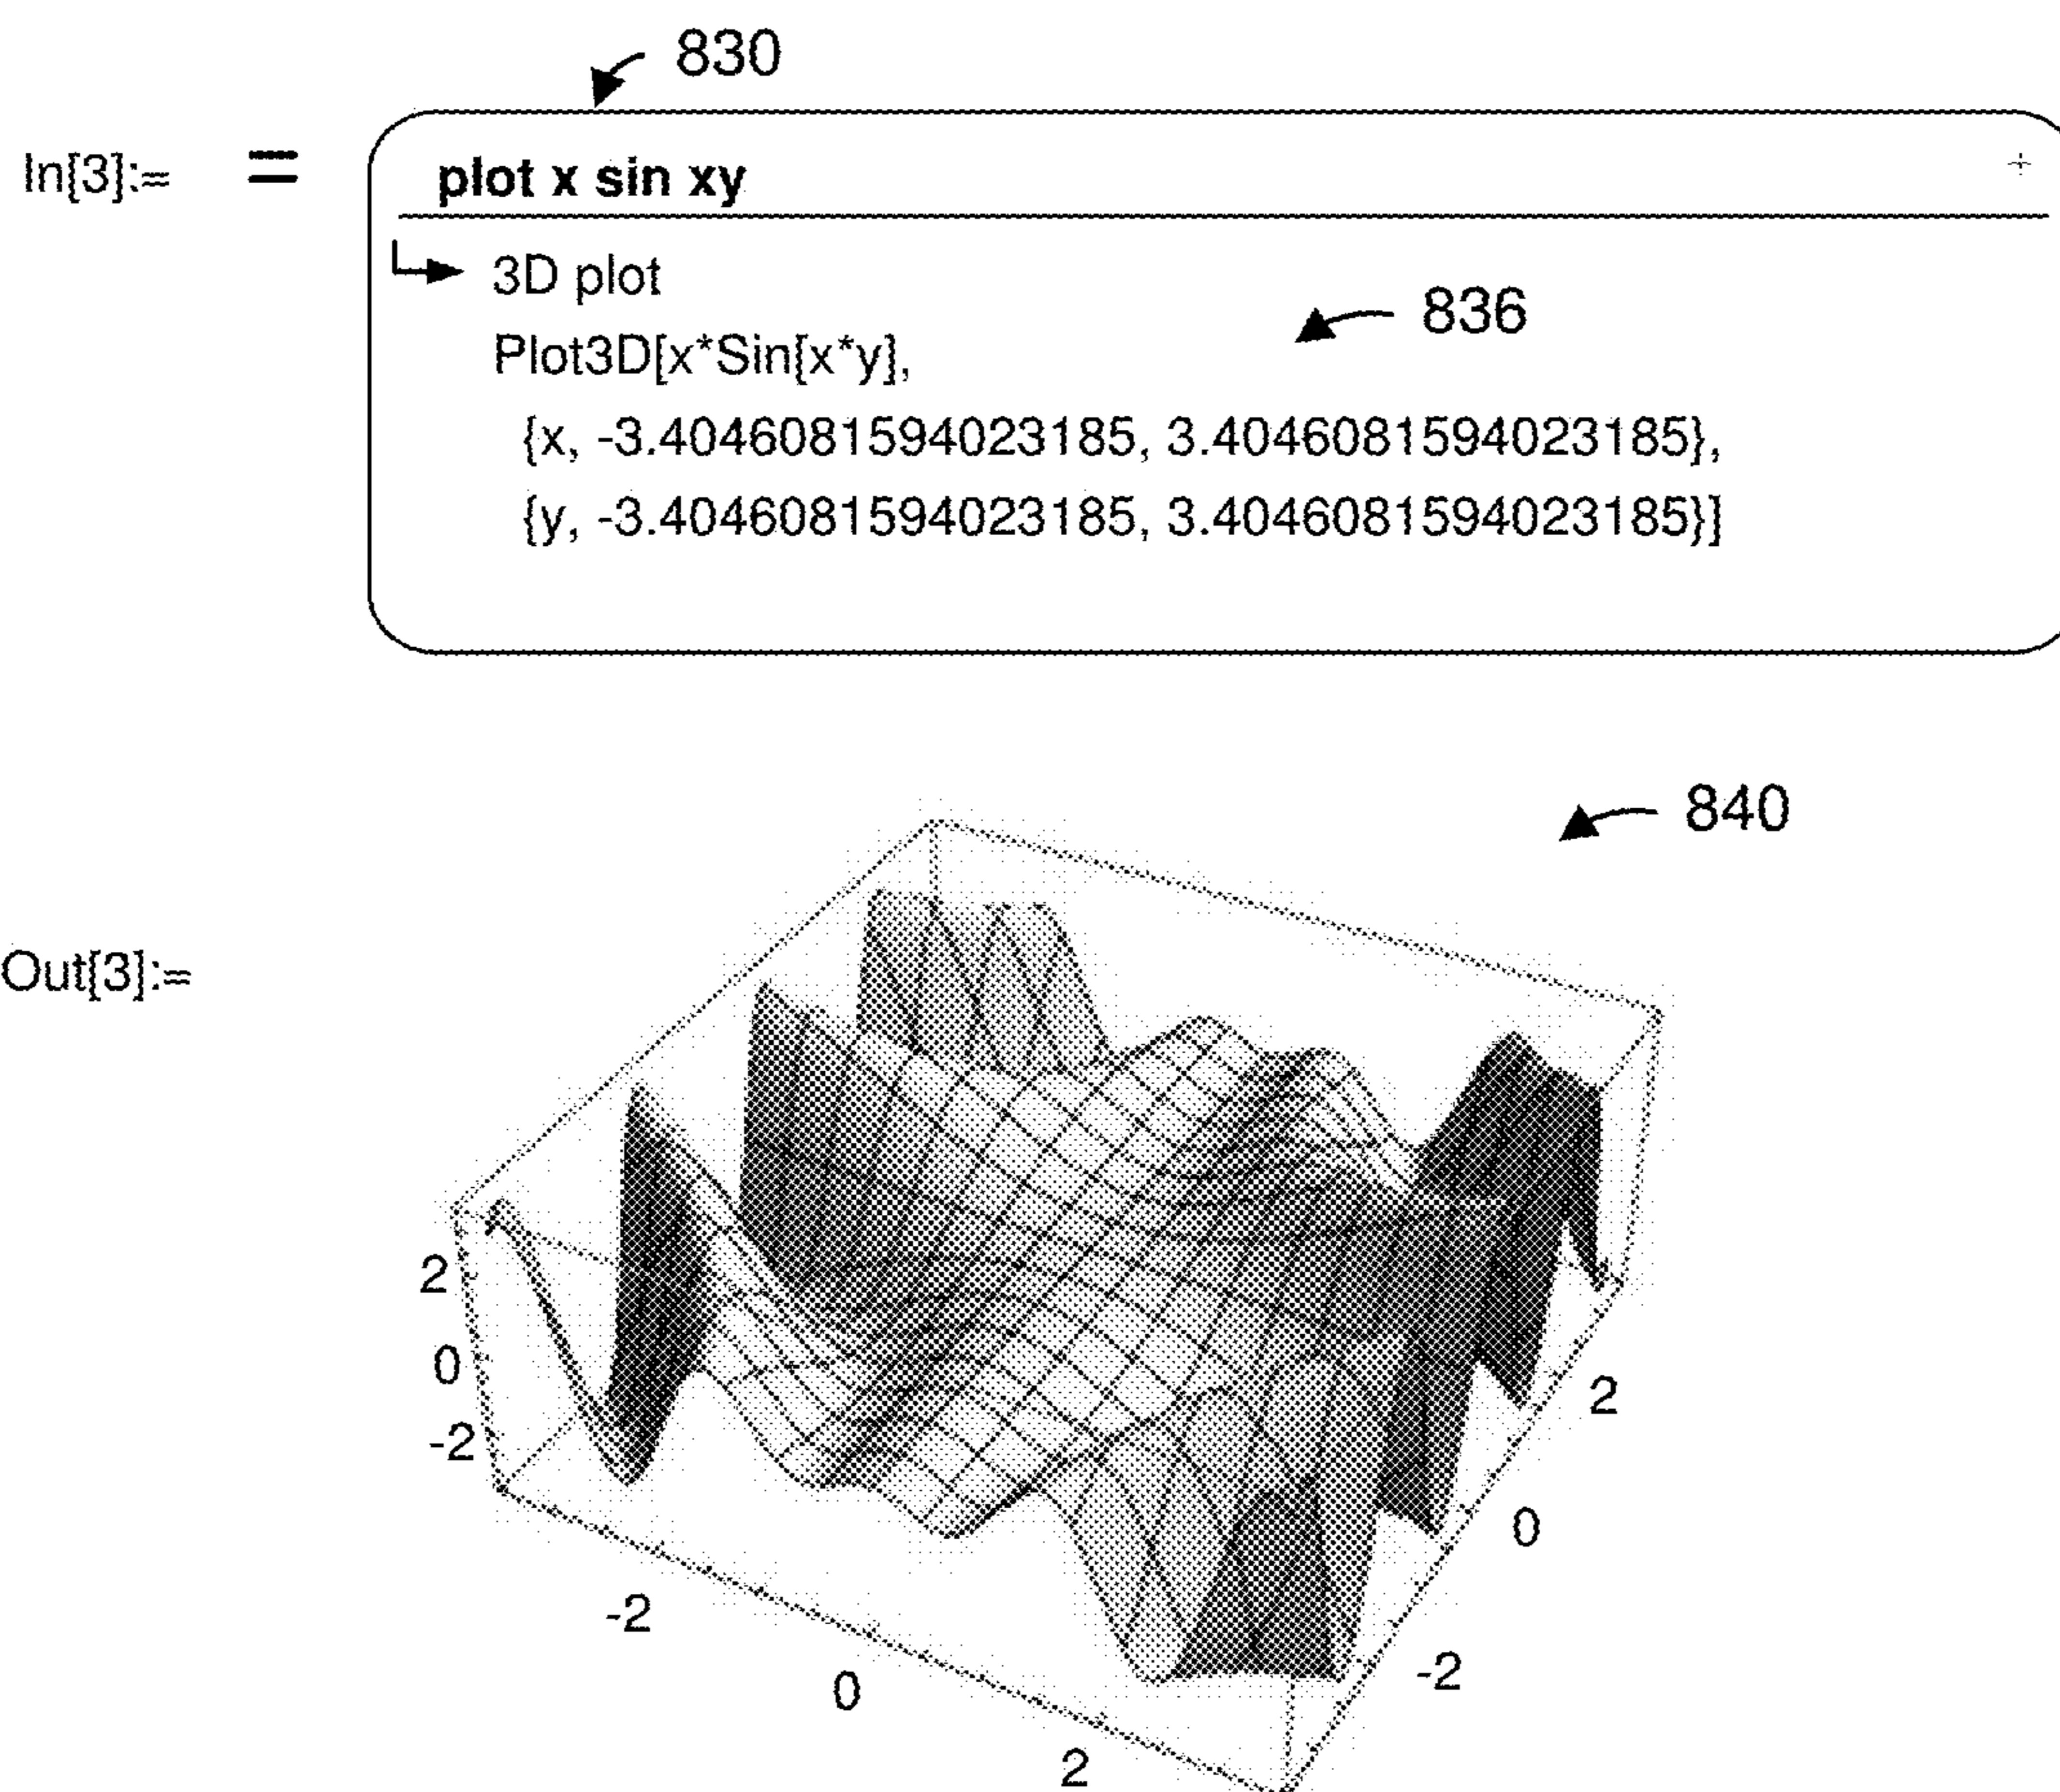 830
In[3]:= = plot x sin xy +
3D plot
836
Plot3D[x*Sin[x*y],
{x, -3.4046081594023185, 3.4046081594023185},
{y, -3.4046081594023185, 3.4046081594023185}]
840
Out[3]:=
2
0
-2
2
0
-2
-2
0
2